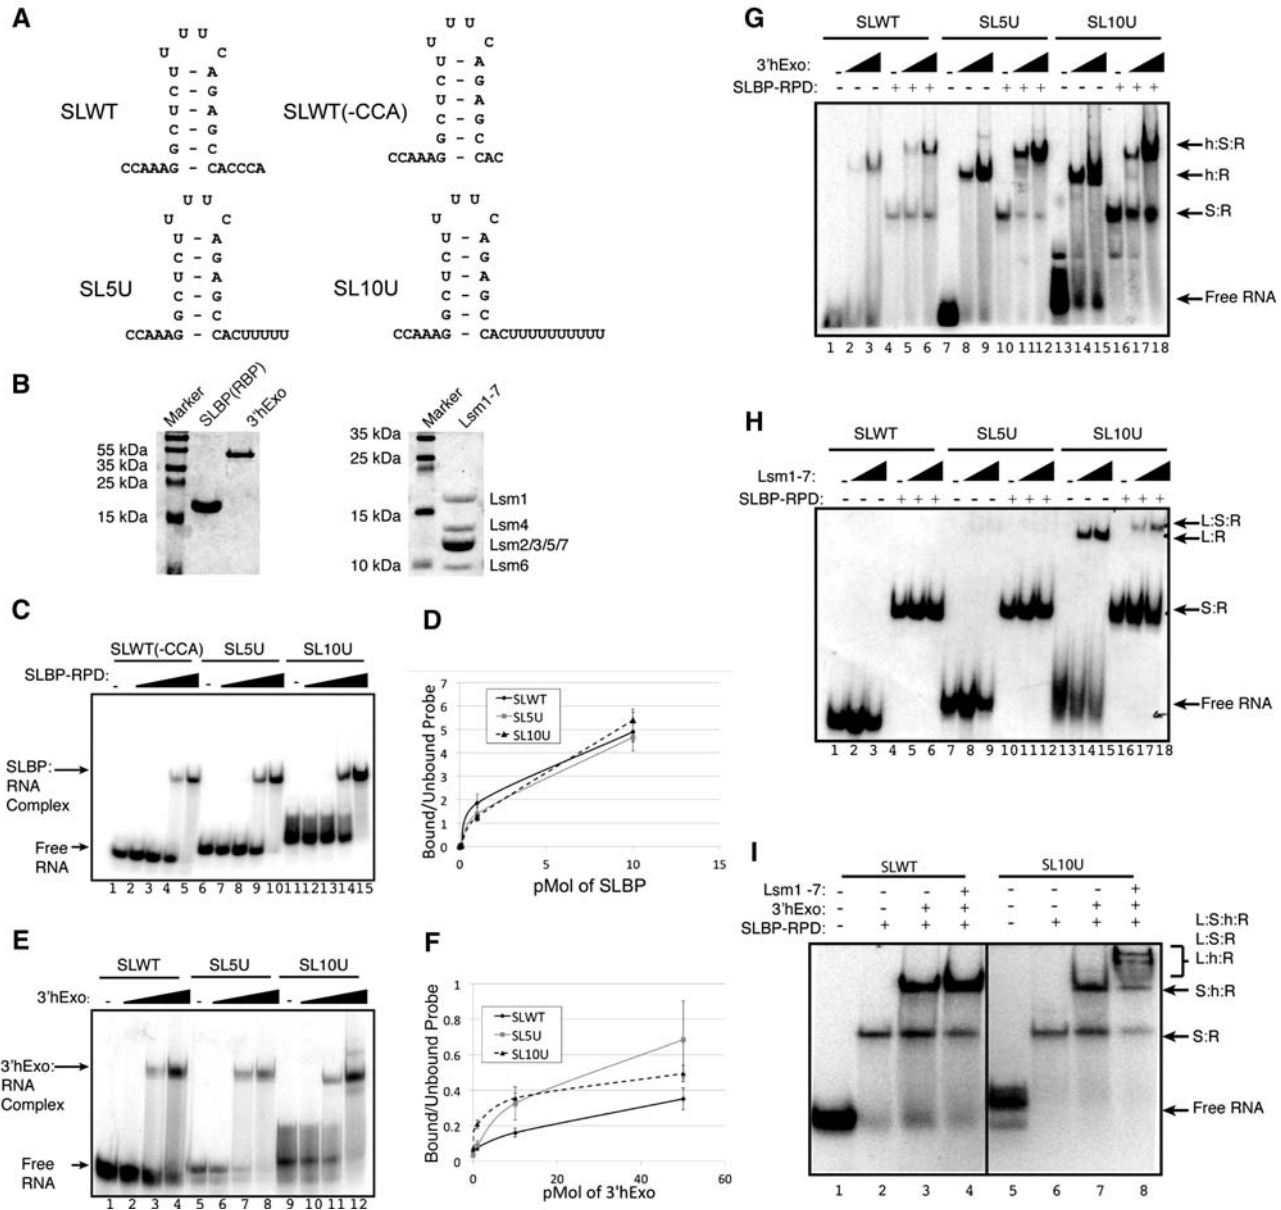 A
SLWT
U U
U C
U - A
U - G
C - A
U - G
C - C
G
CCAAAG - CACCCA
SLWT(-CCA)
U U
U C
U - A
U - G
C - A
U - G
C - C
G
CCAAAG - CAC
SL5U
U U
U C
U - A
U - G
C - A
U - G
C - C
G
CCAAAG - CACUUUUU
SL10U
U U
U C
U - A
U - G
C - A
U - G
C - C
G
CCAAAG - CACUUUUUUUUUU
B
Marker SLBP(RBP) 3'hExo
55 kDa
35 kDa
25 kDa
15 kDa
Marker Lsm1-7
35 kDa
25 kDa
15 kDa
10 kDa
Lsm1
Lsm4
Lsm2/3/5/7
Lsm6
C
SLWT(-CCA) SL5U SL10U
SLBP-RPD: - - -
SLBP:
RNA
Complex
Free
RNA
1 2 3 4 5 6 7 8 9 10 11 12 13 14 15
D
Bound/Unbound Probe
7
6
5
4
3
2
1
0
SLWT
SL5U
SL10U
0 5 10 15
pMol of SLBP
E
SLWT SL5U SL10U
3'hExo: - - -
3'hExo:
RNA
Complex
Free
RNA
1 2 3 4 5 6 7 8 9 10 11 12
F
Bound/Unbound Probe
1
0.8
0.6
0.4
0.2
0
SLWT
SL5U
SL10U
0 20 40 60
pMol of 3'hExo
G
SLWT SL5U SL10U
3'hExo: - - - - - -
SLBP-RPD: - - - + + + - - - + + + - - - + + +
h:S:R
h:R
S:R
Free RNA
1 2 3 4 5 6 7 8 9 10 11 12 13 14 15 16 17 18
H
SLWT SL5U SL10U
Lsm1-7: - - - - - -
SLBP-RPD: - - - + + + - - - + + + - - - + + +
L:S:R
L:R
S:R
Free RNA
1 2 3 4 5 6 7 8 9 10 11 12 13 14 15 16 17 18
I
SLWT SL10U
Lsm1 -7: - - - + - - - +
3'hExo: - - + + - - + +
SLBP-RPD: - + + + - + + +
L:S:h:R
L:S:R
L:h:R
S:h:R
S:R
Free RNA
1 2 3 4 5 6 7 8